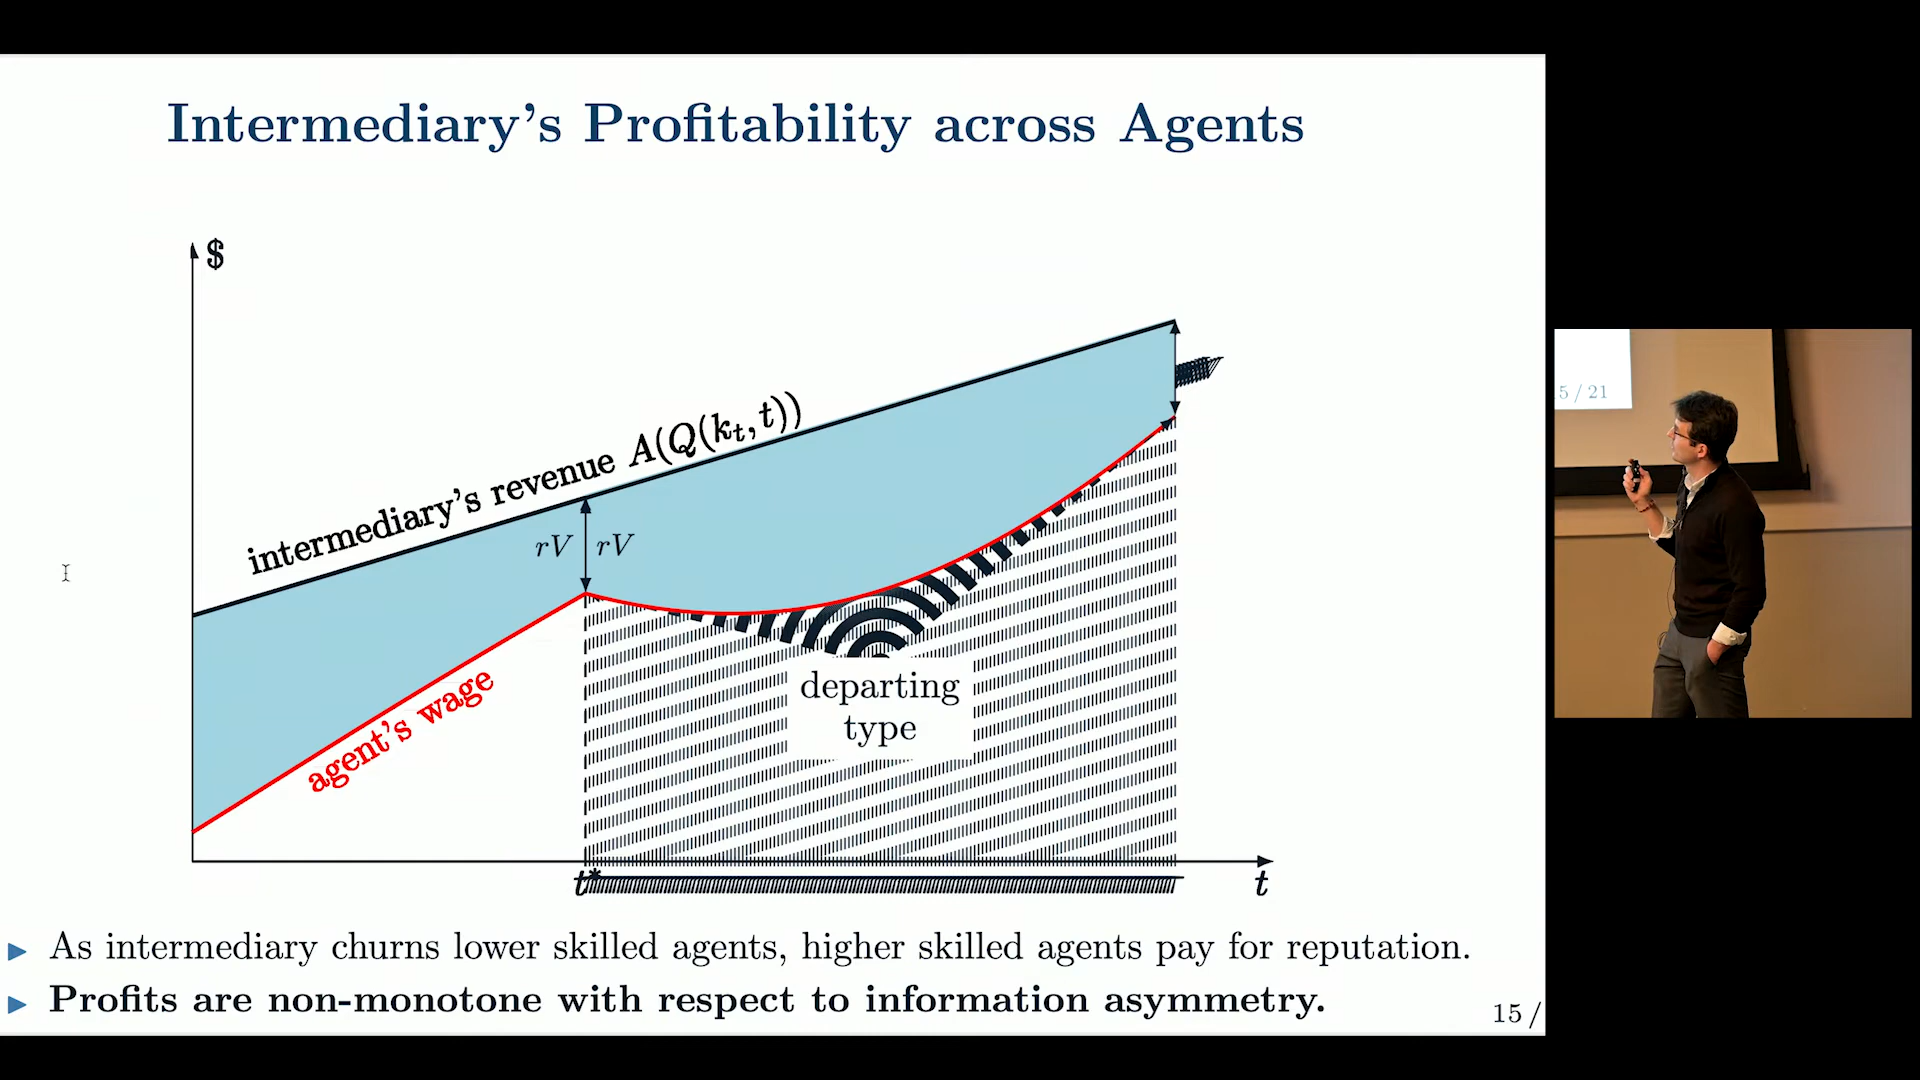 Intermediary's Profitability across Agents
$
intermediary's revenue A(Q(k_t, t))
rV rV
agent's wage
departing
type
t*
t
▶ As intermediary churns lower skilled agents, higher skilled agents pay for reputation.
▶ Profits are non-monotone with respect to information asymmetry.
15 /
5 / 21